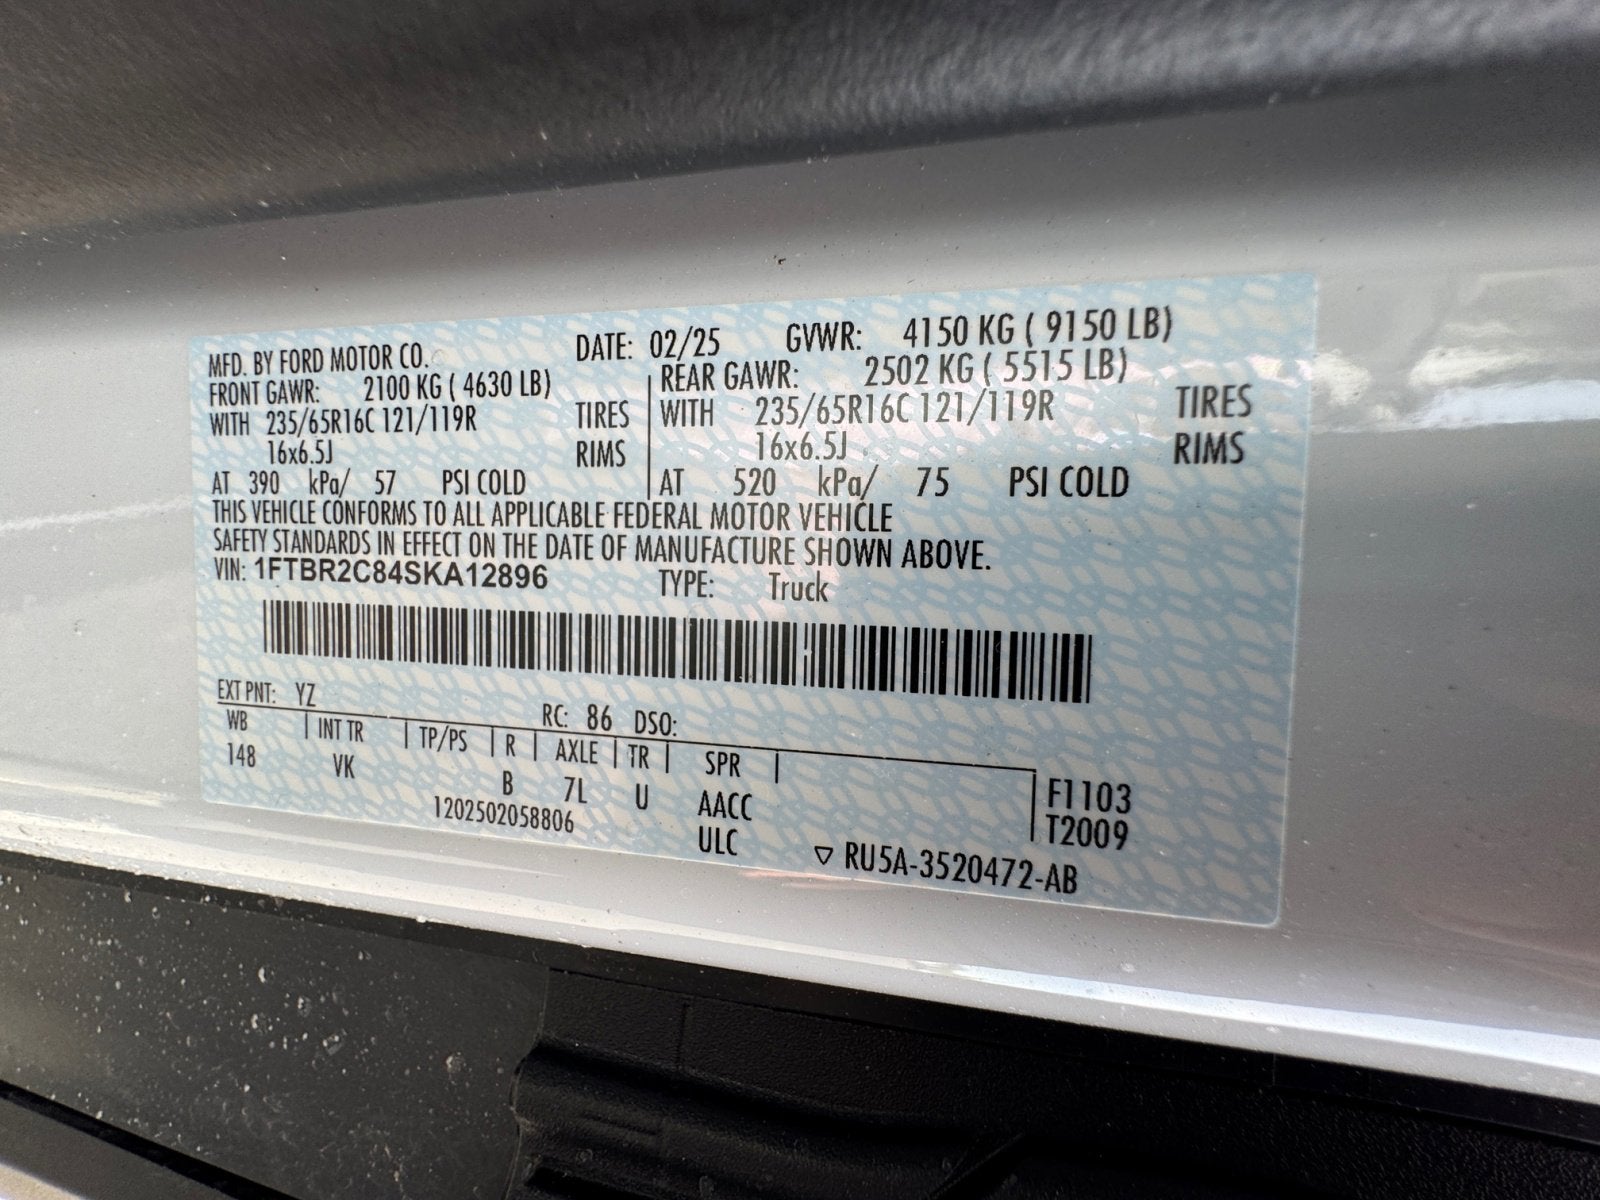 MFD. BY FORD MOTOR CO. DATE: 02/25 GVWR: 4150 KG ( 9150 LB)
FRONT GAWR: 2100 KG ( 4630 LB) REAR GAWR: 2502 KG ( 5515 LB)
WITH 235/65R16C 121/119R TIRES WITH 235/65R16C 121/119R TIRES
16x6.5J RIMS 16x6.5J RIMS
AT 390 kPa/ 57 PSI COLD AT 520 kPa/ 75 PSI COLD
THIS VEHICLE CONFORMS TO ALL APPLICABLE FEDERAL MOTOR VEHICLE
SAFETY STANDARDS IN EFFECT ON THE DATE OF MANUFACTURE SHOWN ABOVE.
VIN: 1FTBR2C84SKA12896 TYPE: Truck
EXT PNT: YZ RC: 86 DSO:
WB INT TR TP/PS R AXLE TR SPR
148 VK B 7L U AACC F1103
1202502058806 ULC T2009
▽ RU5A-3520472-AB